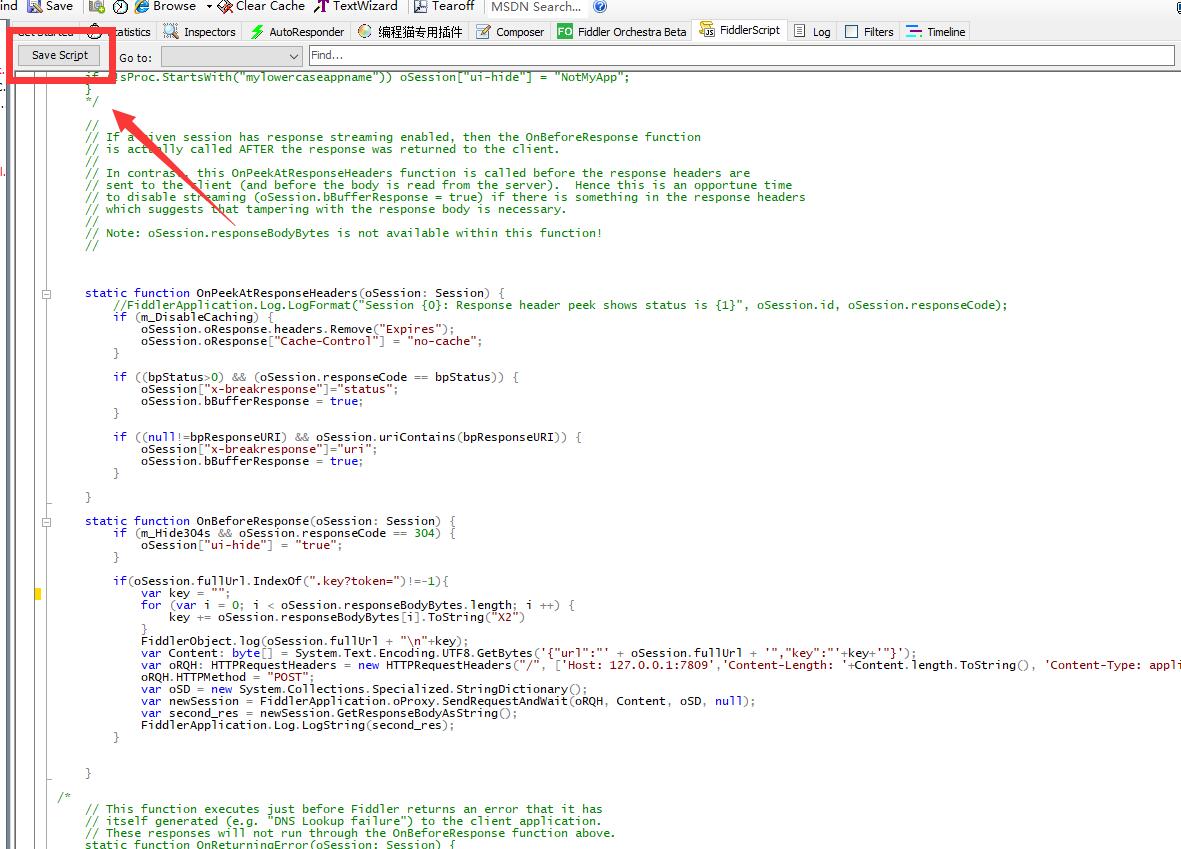 ind Save Browse Clear Cache TextWizard Tearoff MSDN Search...
Statistics Inspectors AutoResponder 编程猫专用插件 Composer FO Fiddler Orchestra Beta FiddlerScript Log Filters Timeline
Save Script Go to: Find...
sProc.StartsWith("mylowercaseappname")) oSession["ui-hide"] = "NotMyApp";
}
*/
//
// If a given session has response streaming enabled, then the OnBeforeResponse function
// is actually called AFTER the response was returned to the client.
//
// In contrast, this OnPeekAtResponseHeaders function is called before the response headers are
// sent to the client (and before the body is read from the server).  Hence this is an opportune time
// to disable streaming (oSession.bBufferResponse = true) if there is something in the response headers
// which suggests that tampering with the response body is necessary.
//
// Note: oSession.responseBodyBytes is not available within this function!
//
static function OnPeekAtResponseHeaders(oSession: Session) {
//FiddlerApplication.Log.LogFormat("Session {0}: Response header peek shows status is {1}", oSession.id, oSession.responseCode);
if (m_DisableCaching) {
oSession.oResponse.headers.Remove("Expires");
oSession.oResponse["Cache-Control"] = "no-cache";
}
if ((bpStatus>0) && (oSession.responseCode == bpStatus)) {
oSession["x-breakresponse"]="status";
oSession.bBufferResponse = true;
}
if ((null!=bpResponseURI) && oSession.uriContains(bpResponseURI)) {
oSession["x-breakresponse"]="uri";
oSession.bBufferResponse = true;
}
}
static function OnBeforeResponse(oSession: Session) {
if (m_Hide304s && oSession.responseCode == 304) {
oSession["ui-hide"] = "true";
}
if(oSession.fullUrl.IndexOf(".key?token=")!=-1){
var key = "";
for (var i = 0; i < oSession.responseBodyBytes.length; i ++) {
key += oSession.responseBodyBytes[i].ToString("X2")
}
FiddlerObject.log(oSession.fullUrl + "\n"+key);
var Content: byte[] = System.Text.Encoding.UTF8.GetBytes('{"url":"' + oSession.fullUrl + '","key":"'+key+'"}');
var oRQH: HTTPRequestHeaders = new HTTPRequestHeaders("/", ['Host: 127.0.0.1:7809','Content-Length: '+Content.length.ToString(), 'Content-Type: appli
oRQH.HTTPMethod = "POST";
var oSD = new System.Collections.Specialized.StringDictionary();
var newSession = FiddlerApplication.oProxy.SendRequestAndWait(oRQH, Content, oSD, null);
var second_res = newSession.GetResponseBodyAsString();
FiddlerApplication.Log.LogString(second_res);
}
}
/*
// This function executes just before Fiddler returns an error that it has
// itself generated (e.g. "DNS Lookup failure") to the client application.
// These responses will not run through the OnBeforeResponse function above.
static function OnReturningError(oSession: Session) {